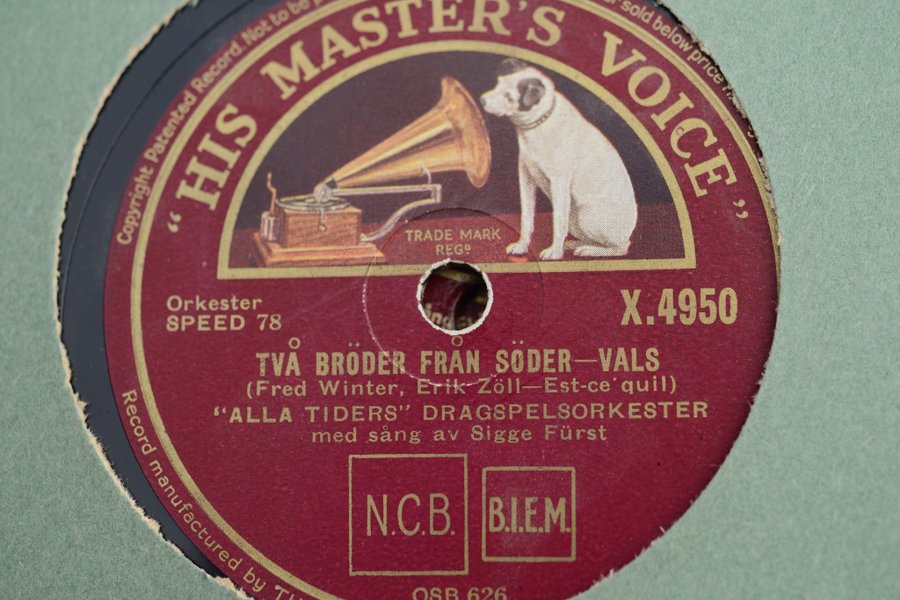 Copyright Patented Record. Not to be
sold below price
"HIS MASTER'S VOICE"
TRADE MARK
REGD
Orkester
SPEED 78
X.4950
TVÅ BRÖDER FRÅN SÖDER—VALS
(Fred Winter, Erik Zöll—Est-ce quil)
"ALLA TIDERS" DRAGSPELSORKESTER
med sång av Sigge Fürst
N.C.B.
B.I.E.M.
OSB 626
Record manufactured by